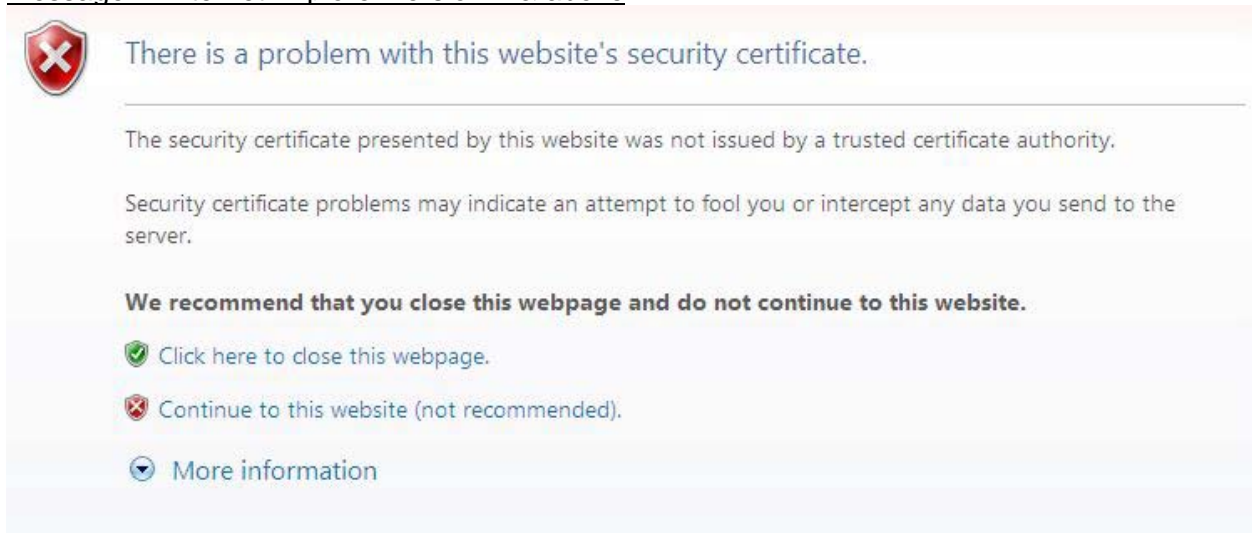 There is a problem with this website's security certificate.
The security certificate presented by this website was not issued by a trusted certificate authority.
Security certificate problems may indicate an attempt to fool you or intercept any data you send to the
server.
We recommend that you close this webpage and do not continue to this website.
Click here to close this webpage.
Continue to this website (not recommended).
More information